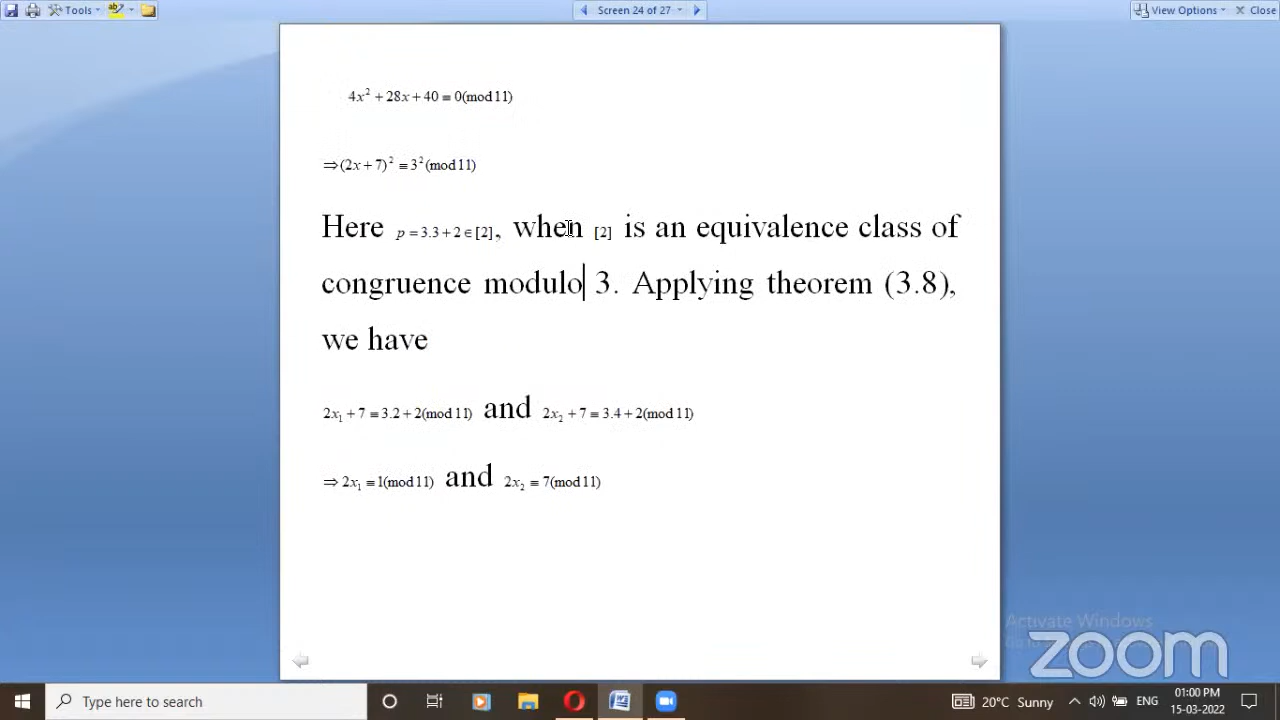 Tools
Screen 24 of 27
View Options
Close
4x² + 28x + 40 ≡ 0(mod 11)
⇒ (2x + 7)² ≡ 3²(mod 11)
Here p = 3.3 + 2 ∈ [2], when [2] is an equivalence class of
congruence modulo 3. Applying theorem (3.8),
we have
2x₁ + 7 ≡ 3.2 + 2(mod 11) and 2x₂ + 7 ≡ 3.4 + 2(mod 11)
⇒ 2x₁ ≡ 1(mod 11) and 2x₂ ≡ 7(mod 11)
Activate Windows
zoom
Type here to search
20°C Sunny
ENG
01:00 PM
15-03-2022